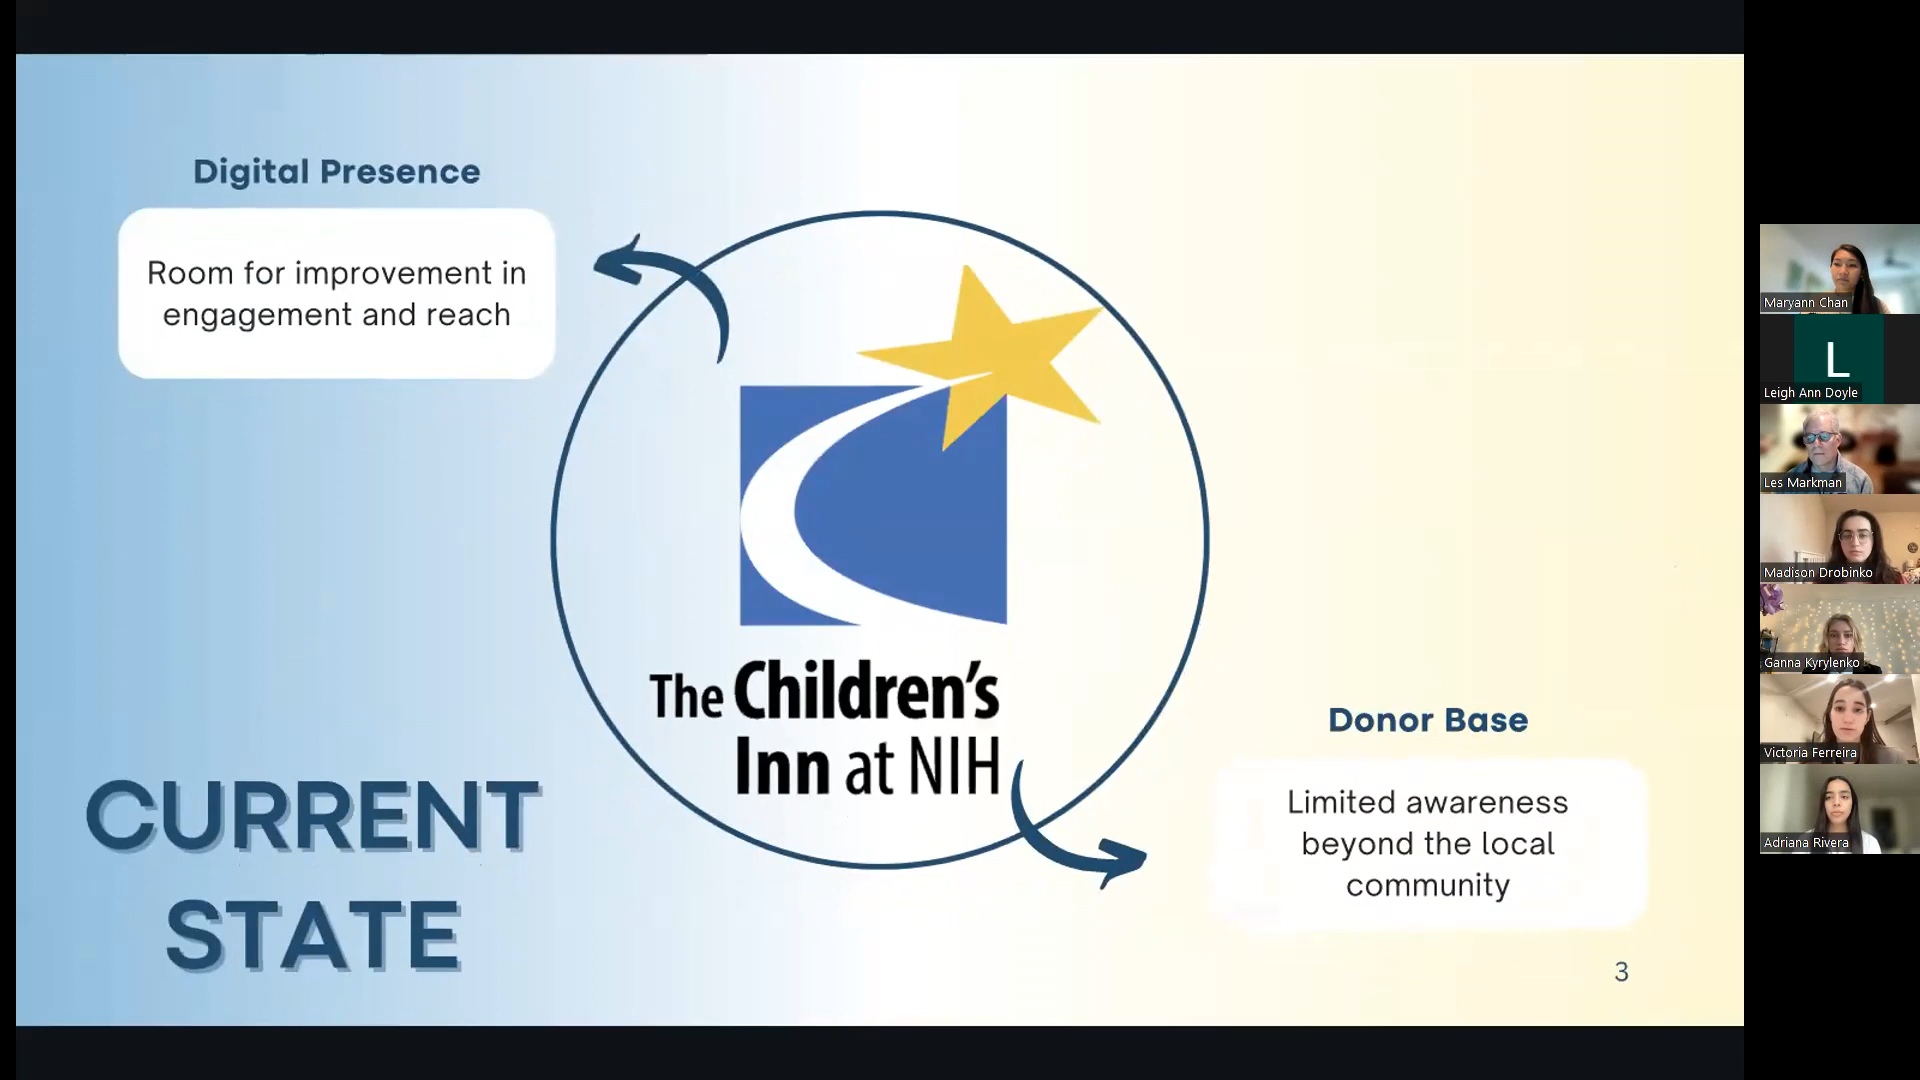 Digital Presence
Room for improvement in
engagement and reach
The Children's
Inn at NIH
Donor Base
Limited awareness
beyond the local
community
CURRENT
STATE
3
Maryann Chan
L
Leigh Ann Doyle
Les Markman
Madison Drobinko
Ganna Kyrylenko
Victoria Ferreira
Adriana Rivera